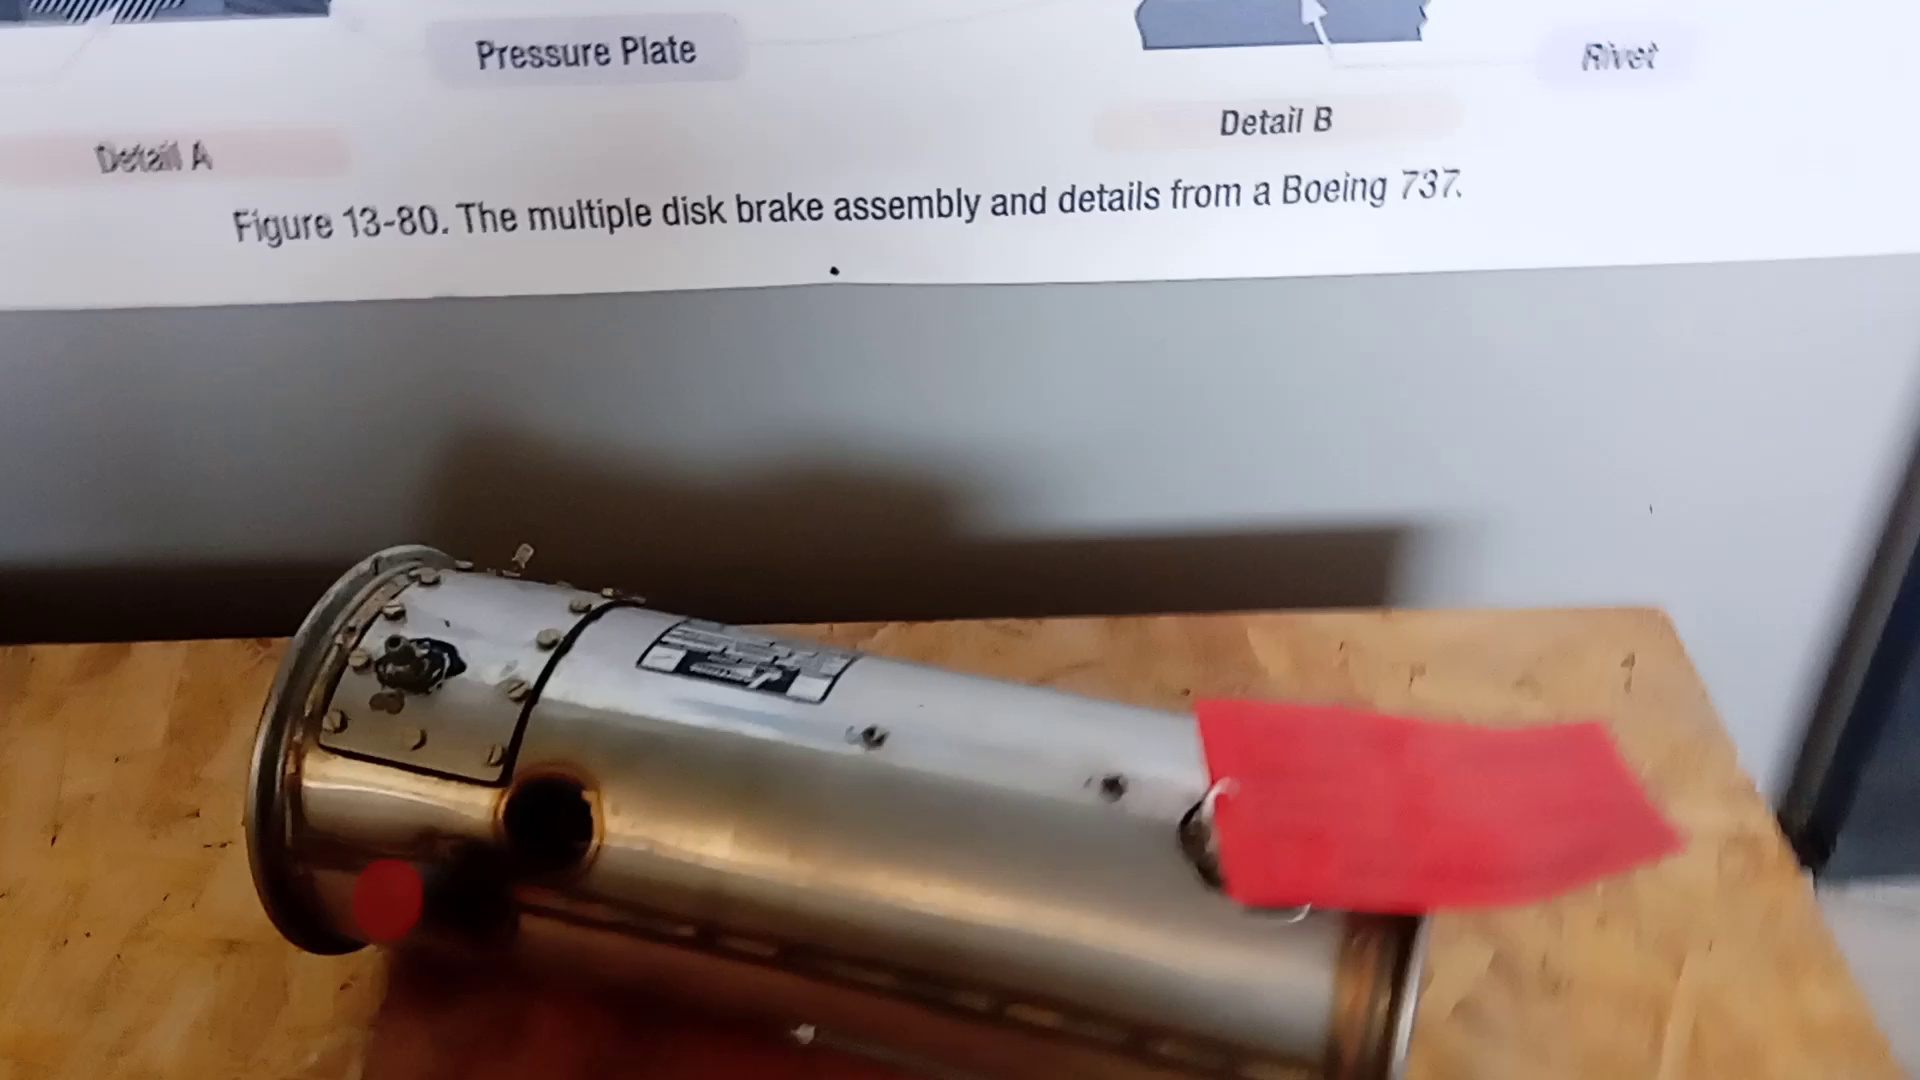 Pressure Plate
Rivet
Detail A
Detail B
Figure 13-80. The multiple disk brake assembly and details from a Boeing 737.